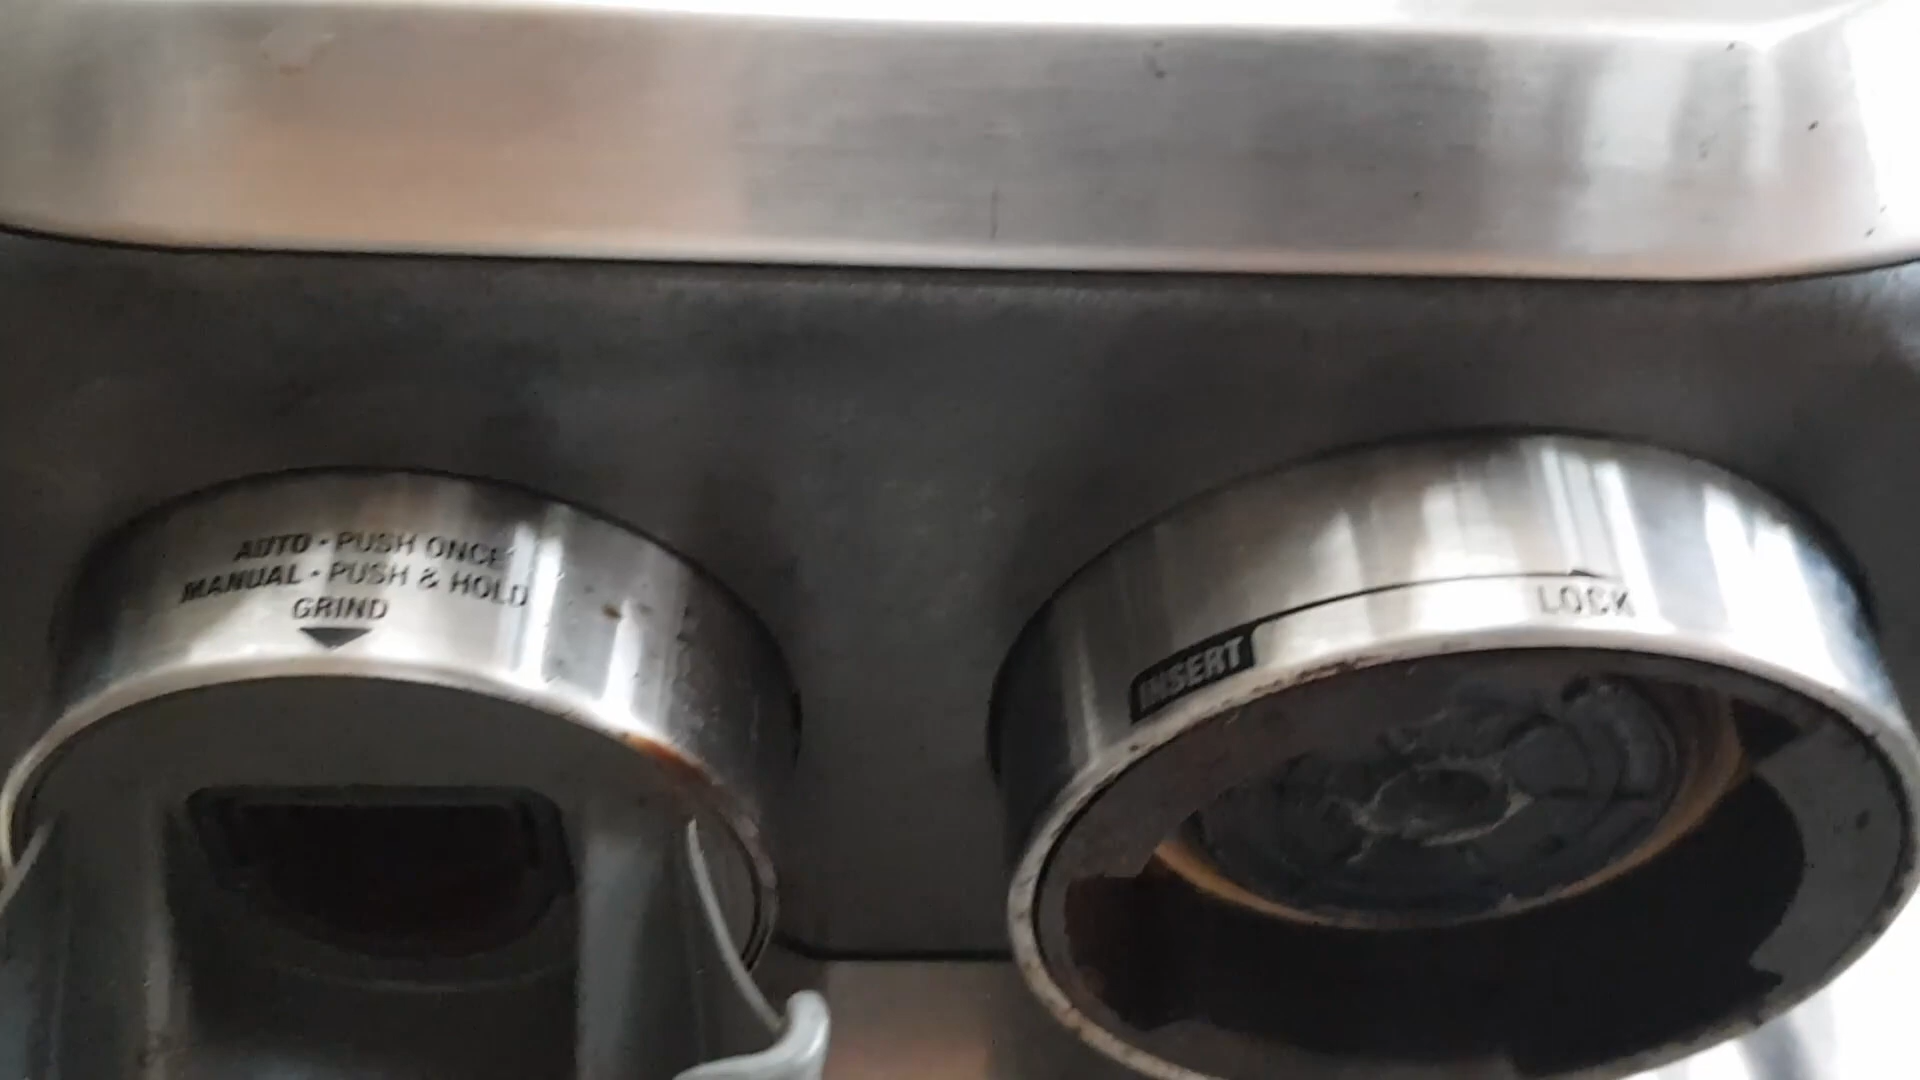 AUTO • PUSH ONCE
MANUAL • PUSH & HOLD
GRIND
INSERT
LOCK